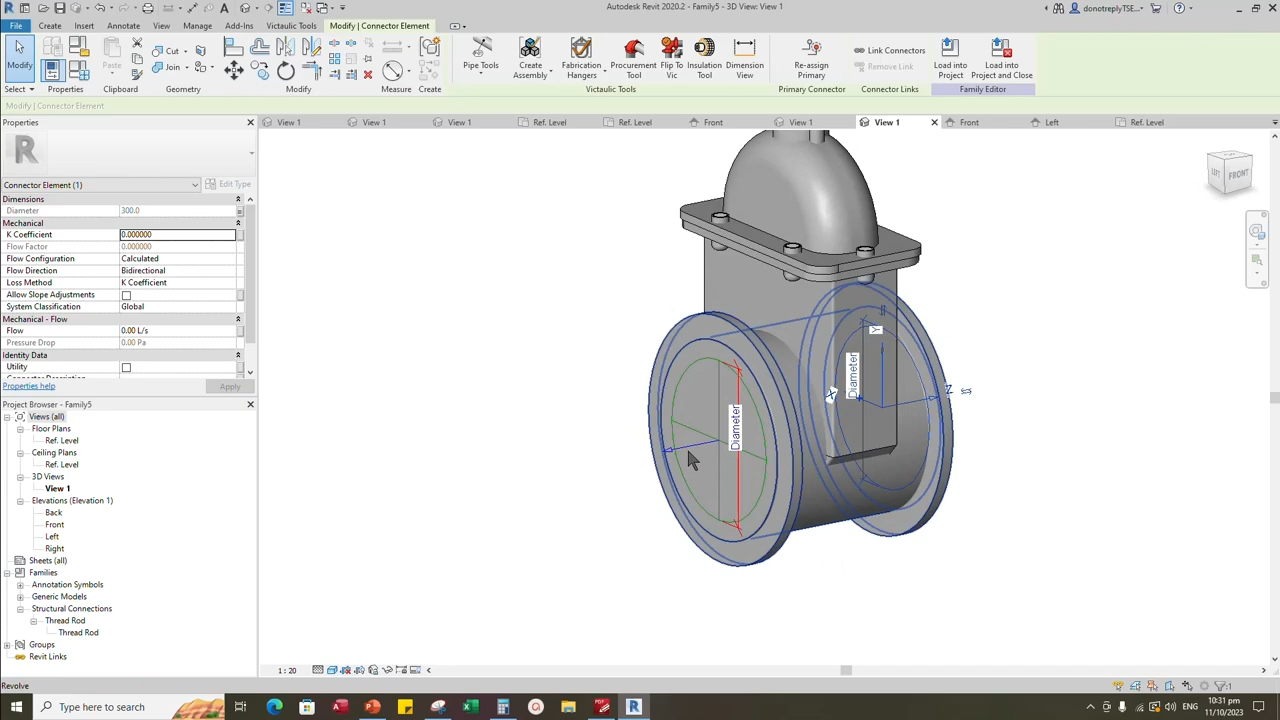 Autodesk Revit 2020.2 - Family5 - 3D View: View 1
donotreplyTSE...
File Create Insert Annotate View Manage Add-Ins Victaulic Tools Modify | Connector Element
Modify
Cut
Join
Paste
Pipe Tools
Create Assembly
Fabrication Hangers
Procurement Tool
Flip To Vic
Insulation Tool
Dimension View
Re-assign Primary
Link Connectors
Remove Link
Load into Project
Load into Project and Close
Select Properties Clipboard Geometry Modify Measure Create Victaulic Tools Primary Connector Connector Links Family Editor
Modify | Connector Element
Properties
View 1 View 1 View 1 Ref. Level Ref. Level Front View 1 View 1 Front Left Ref. Level
Connector Element (1) Edit Type
Dimensions
Diameter 300.0
Mechanical
K Coefficient 0.000000
Flow Factor 0.000000
Flow Configuration Calculated
Flow Direction Bidirectional
Loss Method K Coefficient
Allow Slope Adjustments
System Classification Global
Mechanical - Flow
Flow 0.00 L/s
Pressure Drop 0.00 Pa
Identity Data
Utility
Properties help Apply
Project Browser - Family5
Views (all)
Floor Plans
Ref. Level
Ceiling Plans
Ref. Level
3D Views
View 1
Elevations (Elevation 1)
Back
Front
Left
Right
Sheets (all)
Families
Annotation Symbols
Generic Models
Structural Connections
Thread Rod
Thread Rod
Groups
Revit Links
LEFT FRONT
Y
Diameter
X
Z
Diameter
1 : 20
Revolve
:1
Type here to search
10:31 pm
11/10/2023